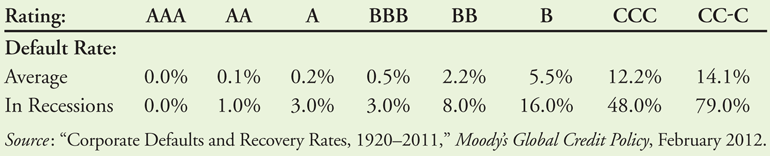 Rating: AAA AA A BBB BB B CCC CC-C
Default Rate:
Average 0.0% 0.1% 0.2% 0.5% 2.2% 5.5% 12.2% 14.1%
In Recessions 0.0% 1.0% 3.0% 3.0% 8.0% 16.0% 48.0% 79.0%
Source: “Corporate Defaults and Recovery Rates, 1920–2011,” Moody’s Global Credit Policy, February 2012.